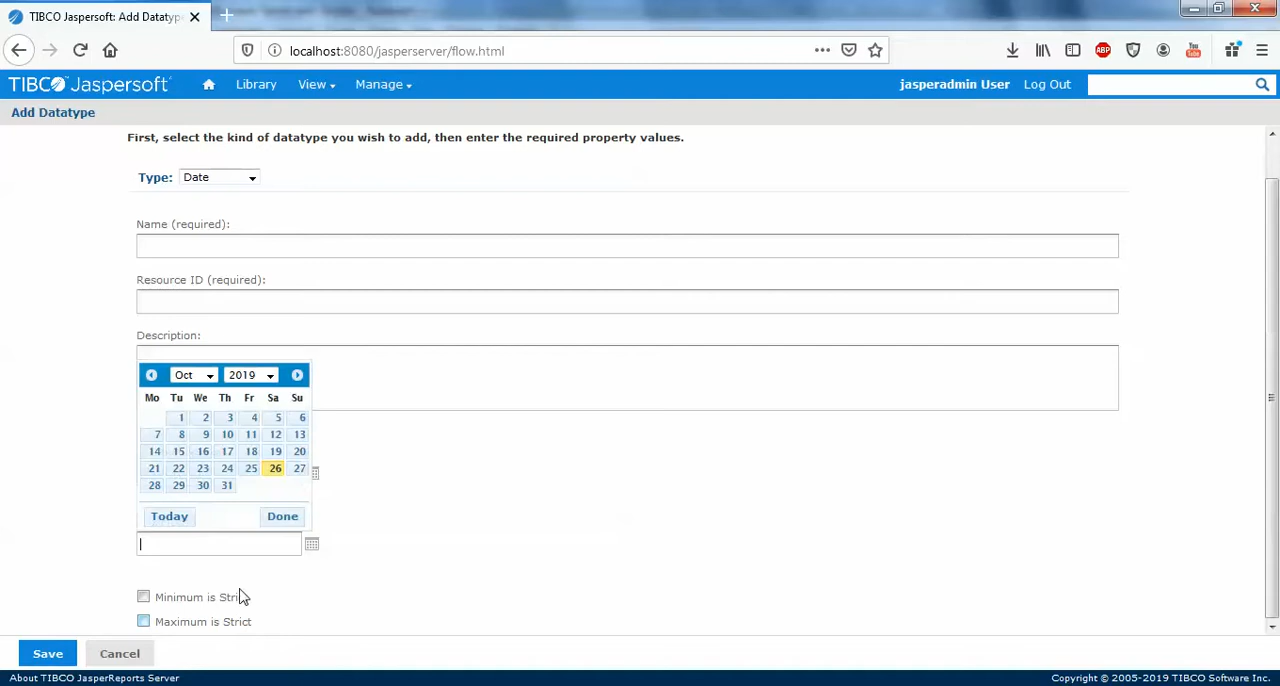 TIBCO Jaspersoft: Add Datatype
localhost:8080/jasperserver/flow.html
ABP
TIBCO Jaspersoft
Library
View
Manage
jasperadmin User
Log Out
Add Datatype
First, select the kind of datatype you wish to add, then enter the required property values.
Type: Date
Name (required):
Resource ID (required):
Description:
Oct 2019
Mo Tu We Th Fr Sa Su
1 2 3 4 5 6
7 8 9 10 11 12 13
14 15 16 17 18 19 20
21 22 23 24 25 26 27
28 29 30 31
Today Done
Minimum is Strict
Maximum is Strict
Save Cancel
About TIBCO JasperReports Server
Copyright © 2005-2019 TIBCO Software Inc.